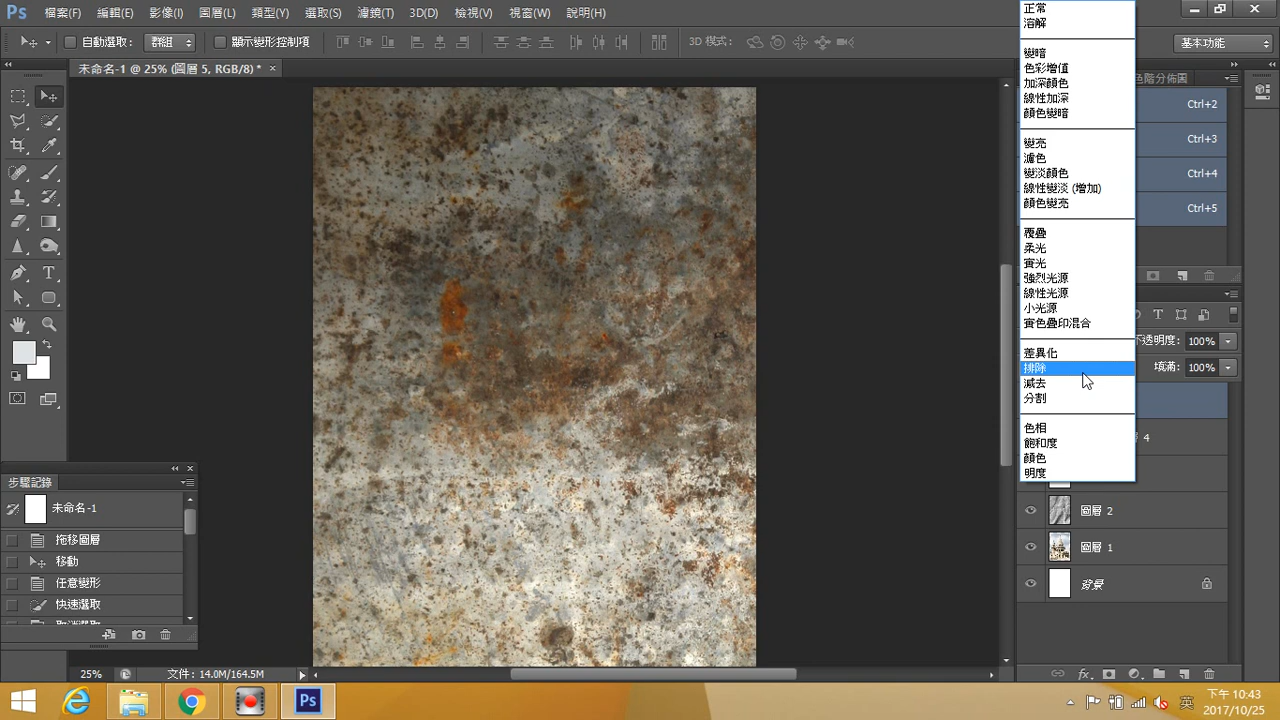 Ps 檔案(F) 編輯(E) 影像(I) 圖層(L) 類型(Y) 選取(S) 濾鏡(T) 3D(D) 檢視(V) 視窗(W) 說明(H)
自動選取： 群組 顯示變形控制項 3D 模式： 基本功能
未命名-1 @ 25% (圖層 5, RGB/8) * ×
正常
溶解
變暗
色彩增值
加深顏色
線性加深
顏色變暗
變亮
濾色
變淡顏色
線性變淡 (增加)
顏色變亮
覆疊
柔光
實光
強烈光源
線性光源
小光源
實色疊印混合
差異化
排除
減去
分割
色相
飽和度
顏色
明度
色階分佈圖
Ctrl+2
Ctrl+3
Ctrl+4
Ctrl+5
不透明度： 100%
填滿： 100%
4
圖層 2
圖層 1
背景
步驟記錄
未命名-1
拖移圖層
移動
任意變形
快速選取
25% 文件: 14.0M/164.5M
Ps 英 下午 10:43
2017/10/25